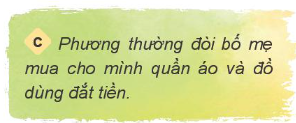 C Phương thường đòi bố mẹ
mua cho mình quần áo và đồ
dùng đắt tiền.